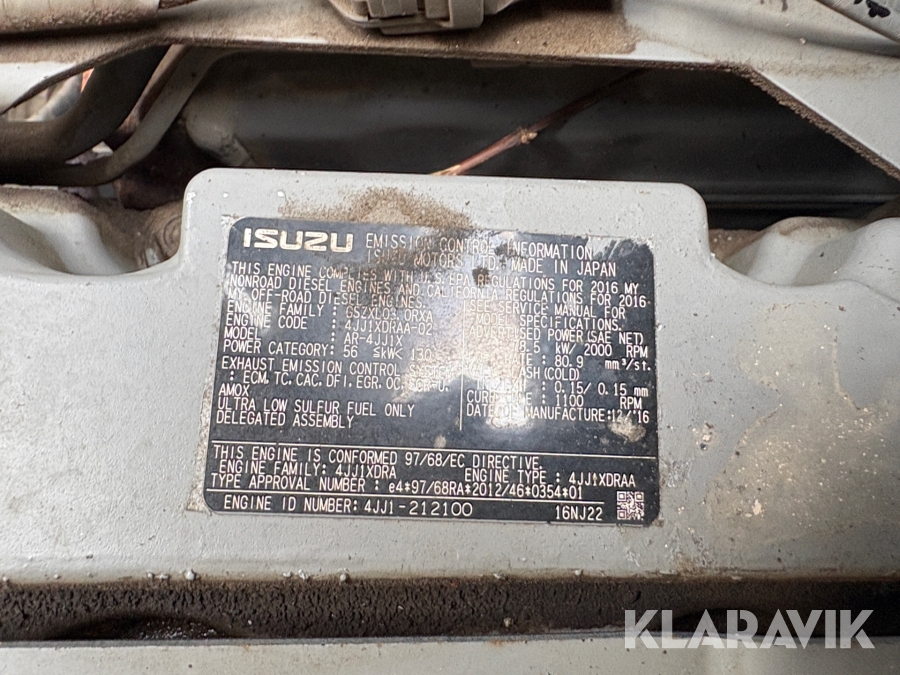 ISUZU EMISSION CONTROL INFORMATION
ISUZU MOTORS LTD. MADE IN JAPAN
THIS ENGINE COMPLIES WITH U.S.EPA REGULATIONS FOR 2016 MY
NONROAD DIESEL ENGINES AND CALIFORNIA REGULATIONS FOR 2016
MY OFF-ROAD DIESEL ENGINES. SEE SERVICE MANUAL FOR
ENGINE FAMILY : GSZXL03.0RXA
ENGINE CODE : 4JJ1XDRAA-02 ADVERTISED POWER(SAE NET)
MODEL : AR-4JJ1X kW/ 2000 RPM
POWER CATEGORY: 56 ≦kW< 130 80.9 mm³/st.
EXHAUST EMISSION CONTROL LASH(COLD)
: ECM, TC, CAC, DFI, EGR, OC, SCR-U, 0.15/ 0.15 mm
AMOX 1100 RPM
ULTRA LOW SULFUR FUEL ONLY DATE OF MANUFACTURE:12/'16
DELEGATED ASSEMBLY
THIS ENGINE IS CONFORMED 97/68/EC DIRECTIVE.
ENGINE FAMILY: 4JJ1XDRA ENGINE TYPE : 4JJ1XDRAA
TYPE APPROVAL NUMBER : e4*97/68RA*2012/46*0354*01
ENGINE ID NUMBER: 4JJ1-212100 16NJ22
KLARAVIK